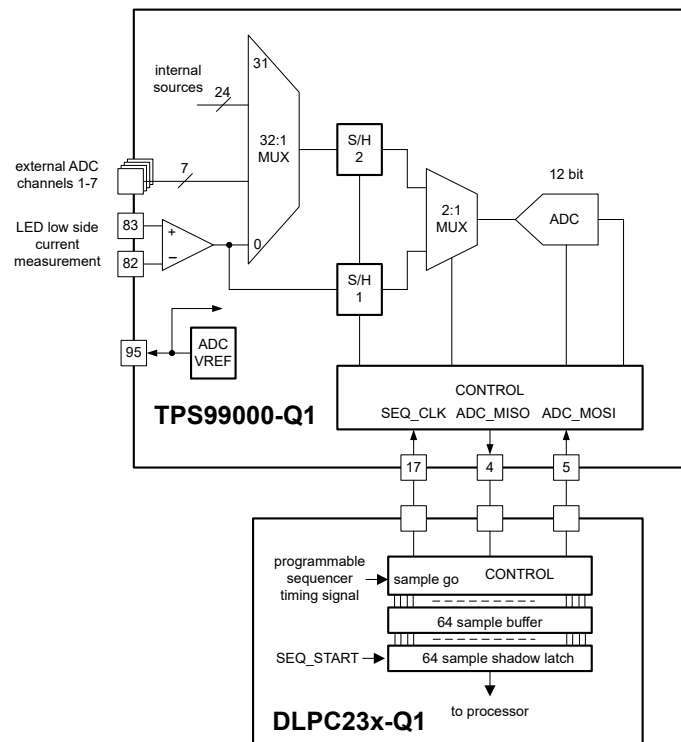 31
internal
sources
24
32:1
MUX
S/H
2
external ADC
channels 1-7
7
12 bit
2:1
MUX
ADC
LED low side
current
measurement
83
+
82
−
0
S/H
1
95
ADC
VREF
CONTROL
TPS99000-Q1
SEQ_CLK ADC_MISO ADC_MOSI
17
4
5
programmable
sequencer
timing signal
sample go
CONTROL
64 sample buffer
SEQ_START
64 sample shadow latch
to processor
DLPC23x-Q1